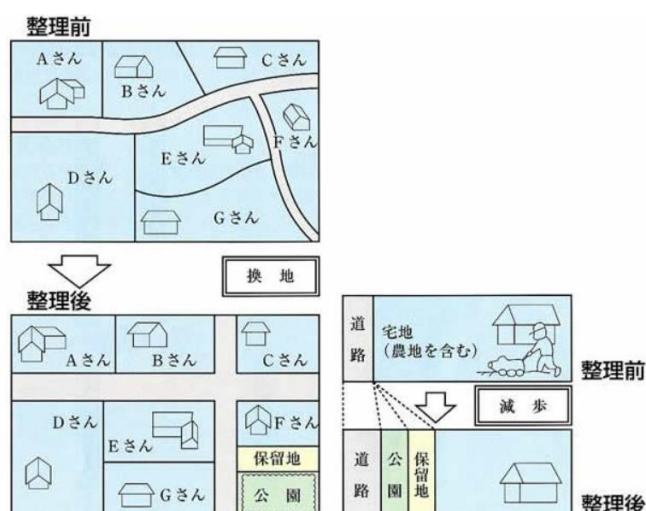 整理前
Aさん
Bさん
Cさん
Dさん
Eさん
Fさん
Gさん
換地
整理後
Aさん
Bさん
Cさん
Dさん
Eさん
Fさん
Gさん
保留地
公園
道路
宅地
(農地を含む)
整理前
減歩
道路
公園
保留地
整理後